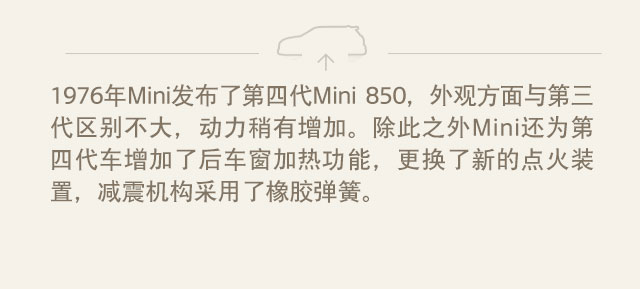 1976年Mini发布了第四代Mini 850，外观方面与第三
代区别不大，动力稍有增加。除此之外Mini还为第
四代车增加了后车窗加热功能，更换了新的点火装
置，减震机构采用了橡胶弹簧。